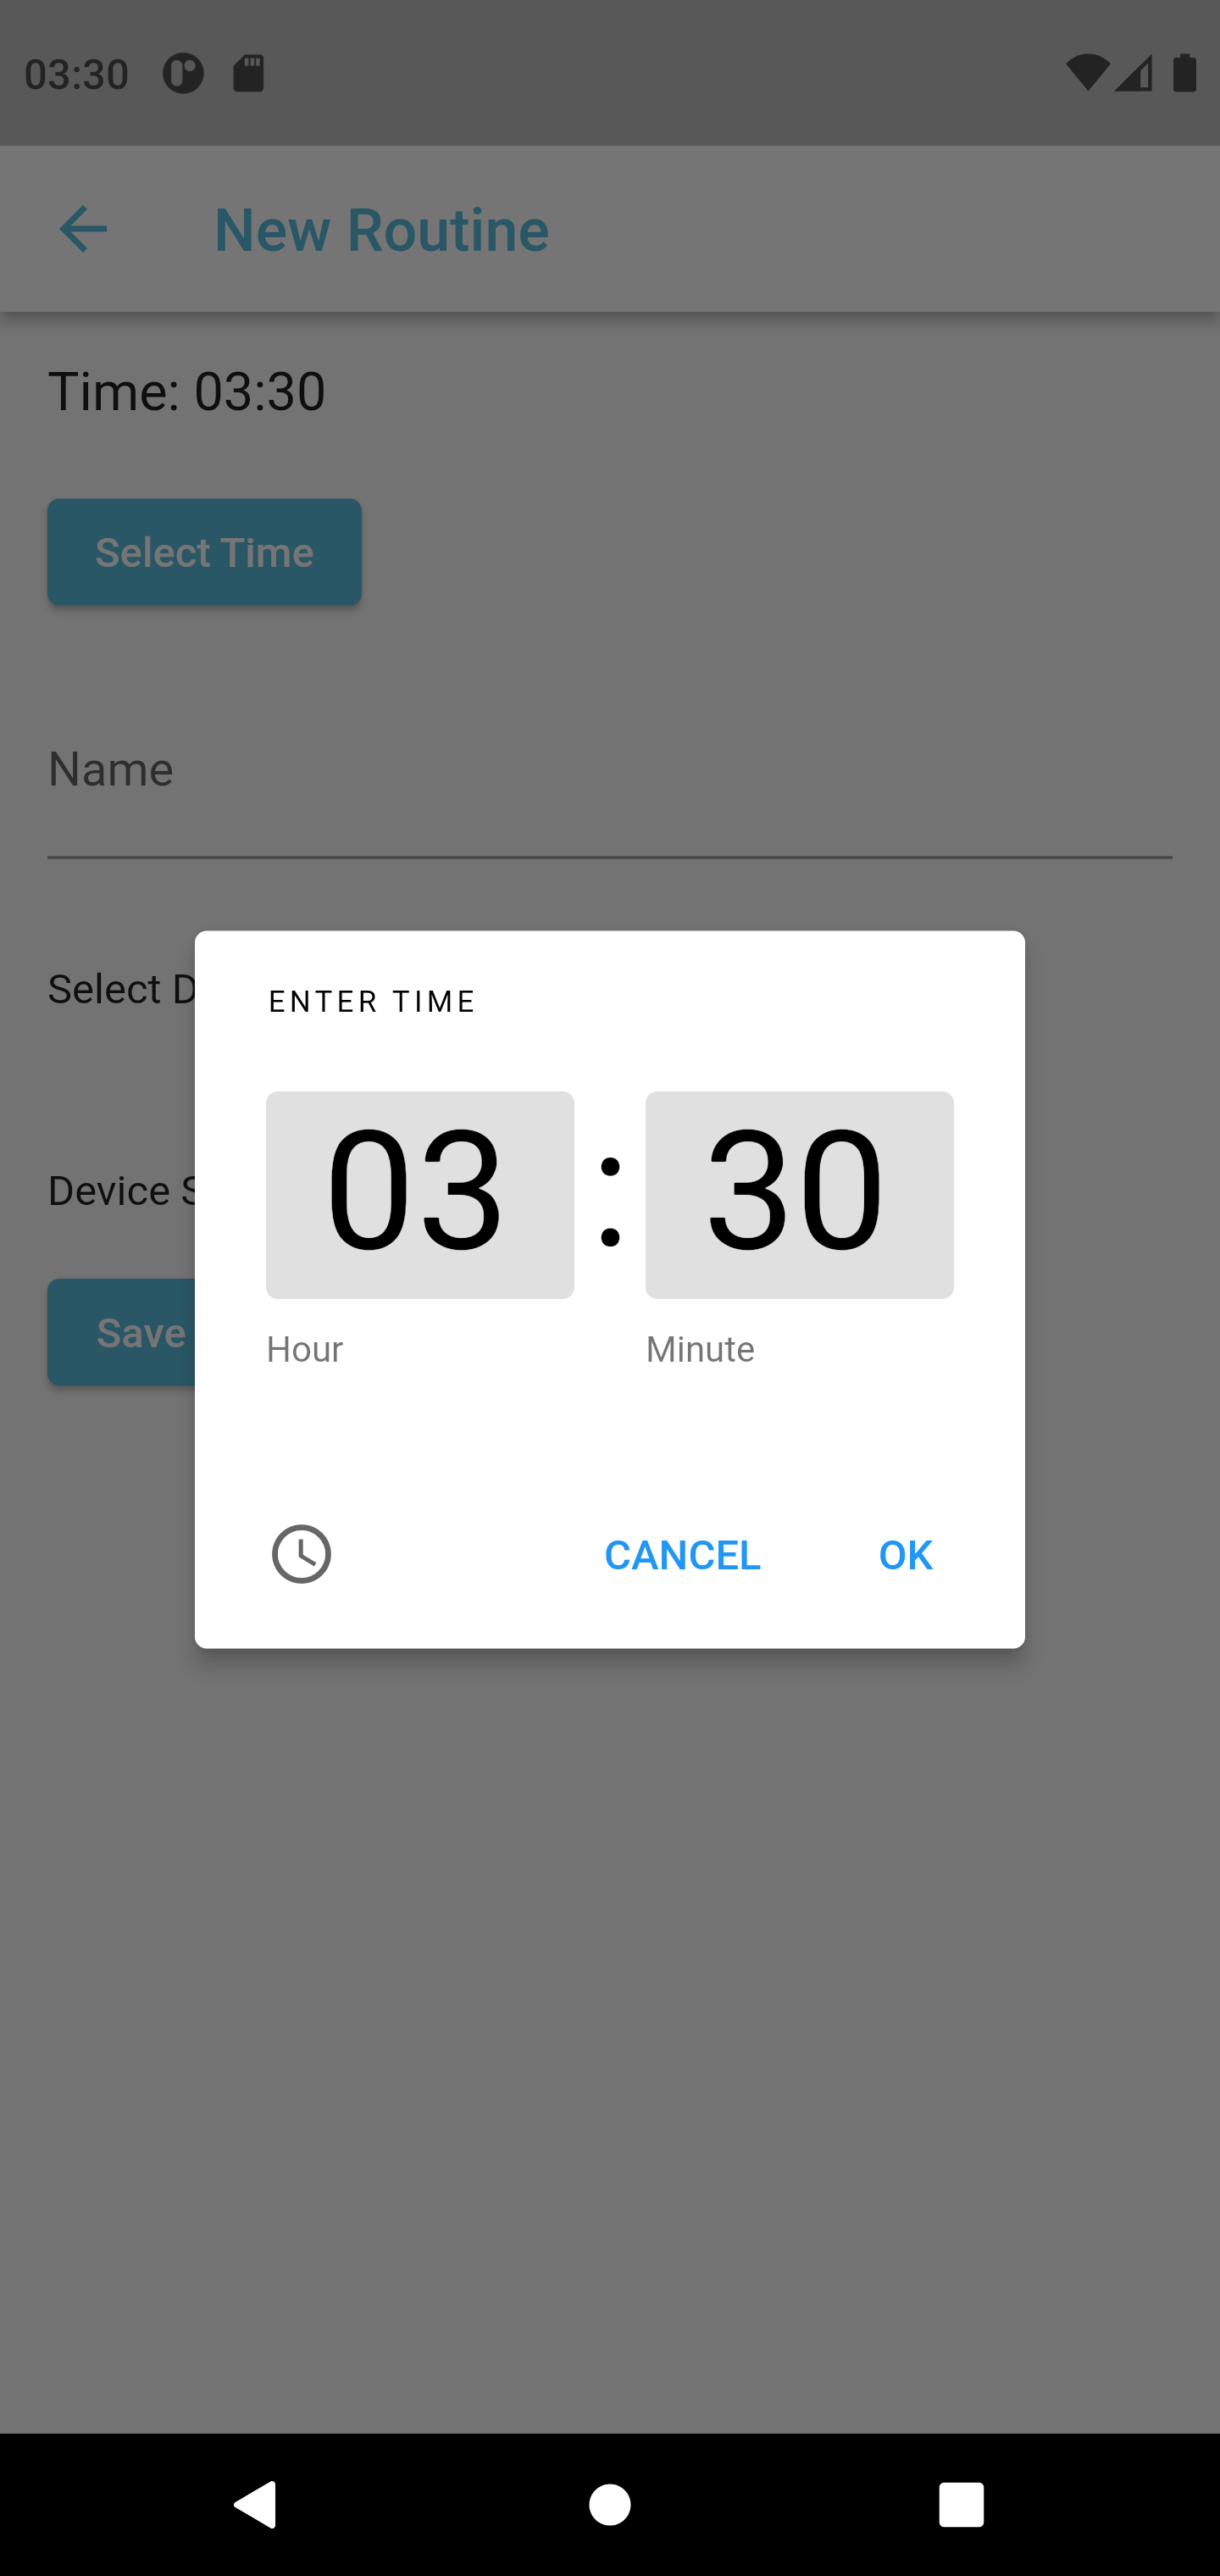 03:30
New Routine
Time: 03:30
Select Time
Name
Select D
ENTER TIME
03 : 30
Device S
Save
Hour Minute
CANCEL OK